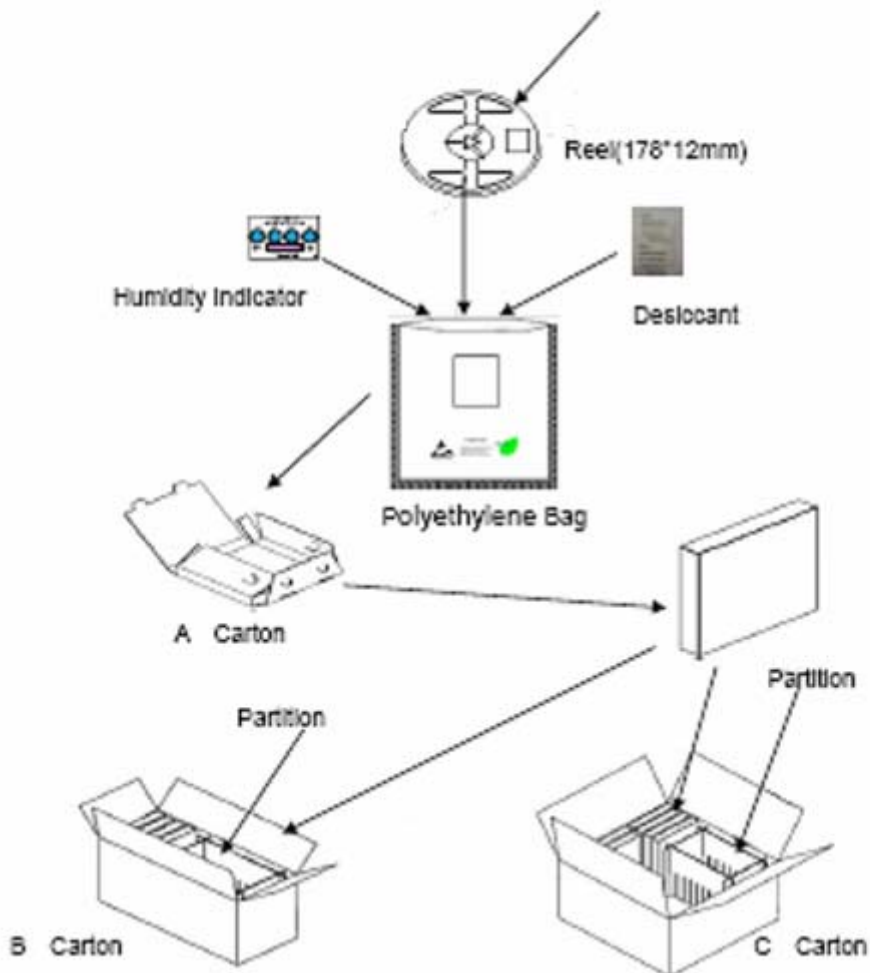 Reel(178*12mm)
Humidity Indicator
Desiccant
Polyethylene Bag
A Carton
Partition
Partition
B Carton
C Carton